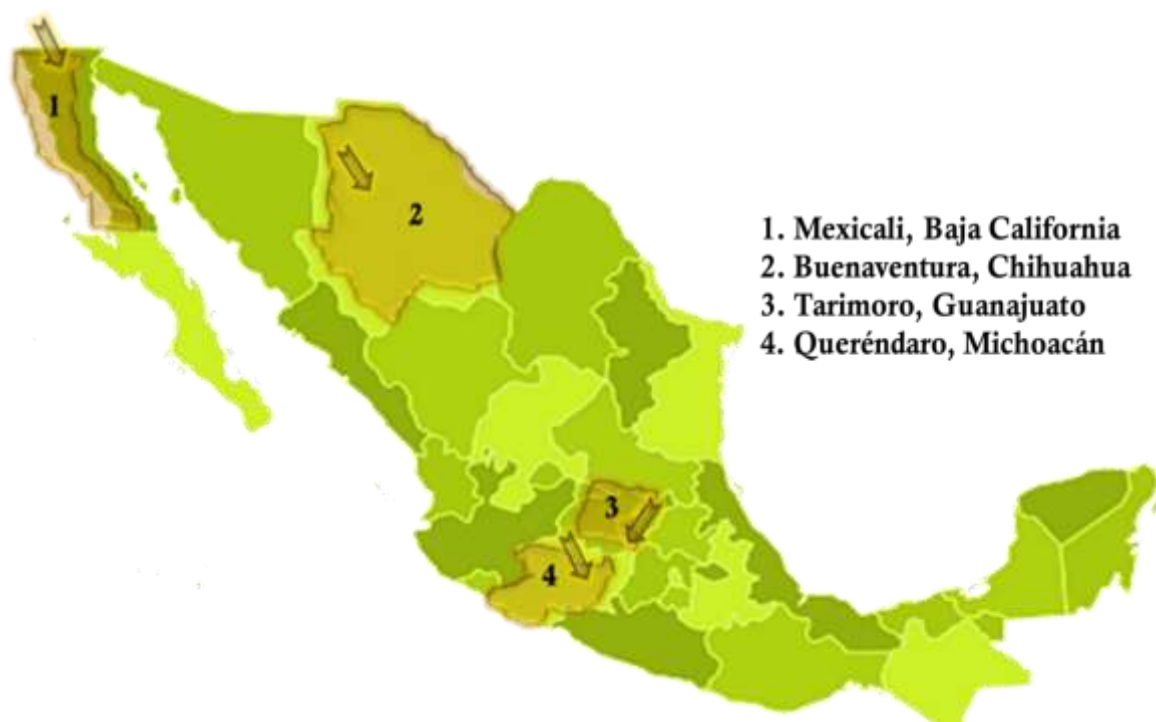 1
2
3
4
1. Mexicali, Baja California
2. Buenaventura, Chihuahua
3. Tarimoro, Guanajuato
4. Queréndaro, Michoacán